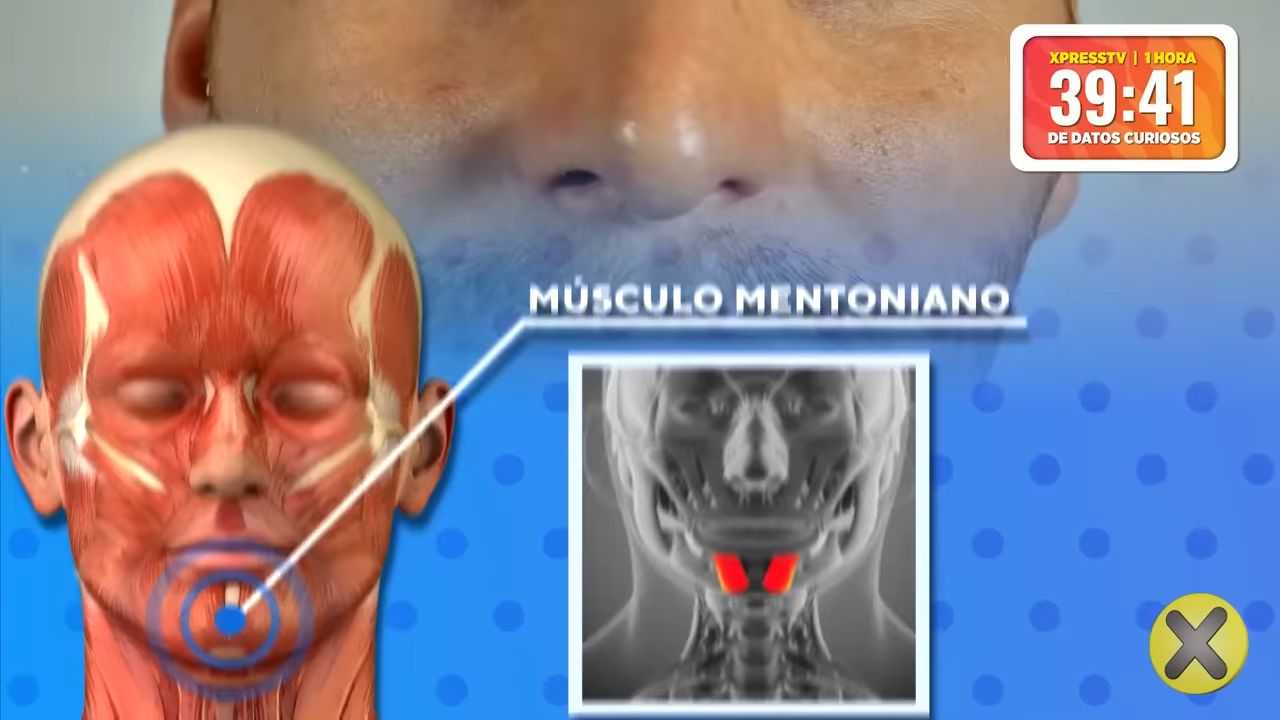 XPRESSTV | 1 HORA
39:41
DE DATOS CURIOSOS
MÚSCULO MENTONIANO
X